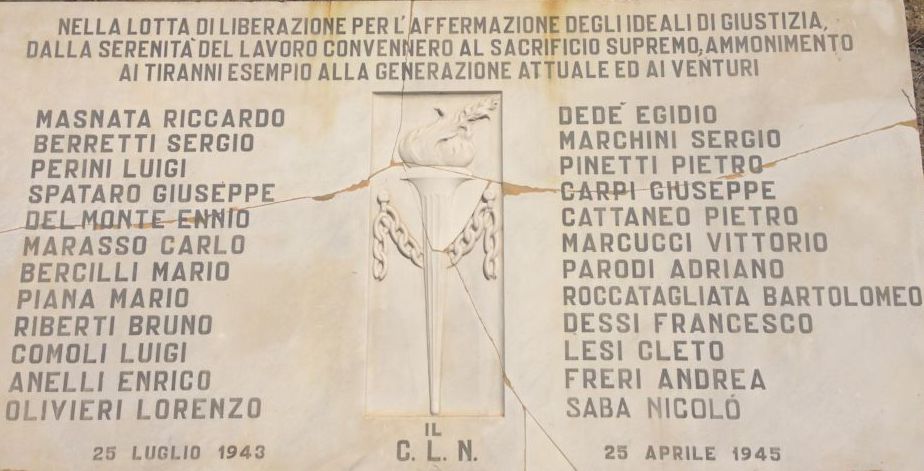 NELLA LOTTA DI LIBERAZIONE PER L'AFFERMAZIONE DEGLI IDEALI DI GIUSTIZIA,
DALLA SERENITA' DEL LAVORO CONVENNERO AL SACRIFICIO SUPREMO, AMMONIMENTO
AI TIRANNI ESEMPIO ALLA GENERAZIONE ATTUALE ED AI VENTURI
MASNATA RICCARDO
BERRETTI SERGIO
PERINI LUIGI
SPATARO GIUSEPPE
DEL MONTE ENNIO
MARASSO CARLO
BERCILLI MARIO
PIANA MARIO
RIBERTI BRUNO
COMOLI LUIGI
ANELLI ENRICO
OLIVIERI LORENZO
25 LUGLIO 1943
IL
C. L. N.
DEDE' EGIDIO
MARCHINI SERGIO
PINETTI PIETRO
CARPI GIUSEPPE
CATTANEO PIETRO
MARCUCCI VITTORIO
PARODI ADRIANO
ROCCATAGLIATA BARTOLOMEO
DESSI FRANCESCO
LESI CLETO
FRERI ANDREA
SABA NICOLÓ
25 APRILE 1945